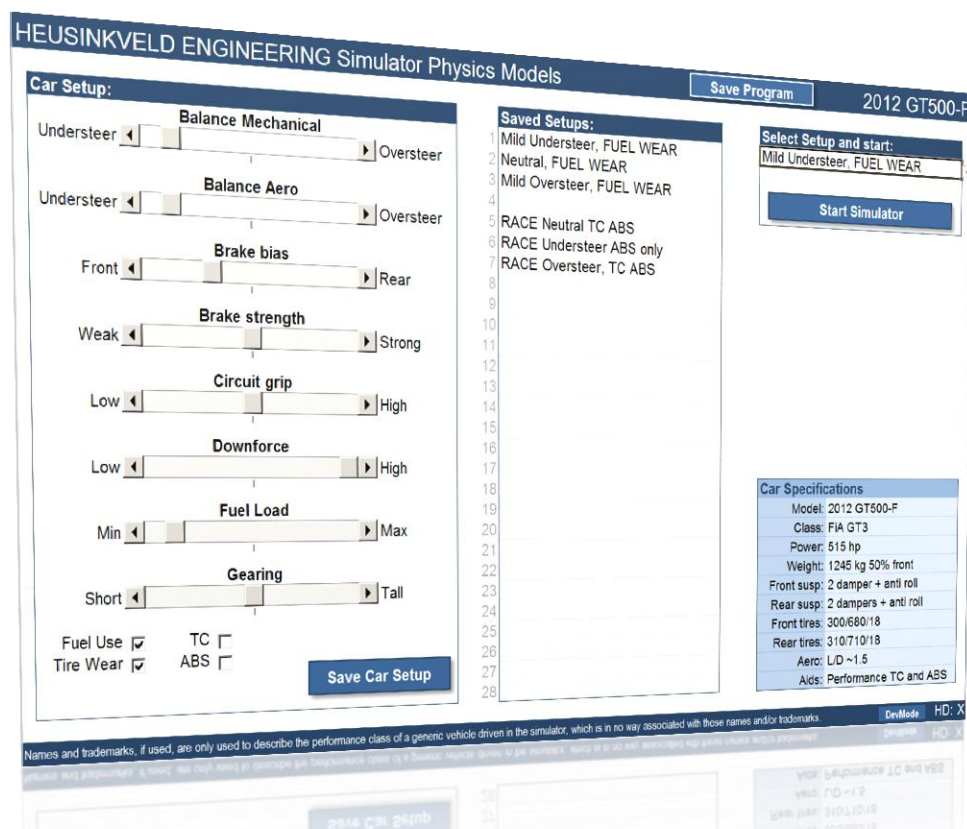 HEUSINKVELD ENGINEERING Simulator Physics Models
Save Program
2012 GT500-F
Car Setup:
Balance Mechanical
Understeer
Oversteer
Balance Aero
Understeer
Oversteer
Brake bias
Front
Rear
Brake strength
Weak
Strong
Circuit grip
Low
High
Downforce
Low
High
Fuel Load
Min
Max
Gearing
Short
Tall
Fuel Use
TC
Tire Wear
ABS
Save Car Setup
Saved Setups:
1 Mild Understeer, FUEL WEAR
2 Neutral, FUEL WEAR
3 Mild Oversteer, FUEL WEAR
4
5 RACE Neutral TC ABS
6 RACE Understeer ABS only
7 RACE Oversteer, TC ABS
8
9
10
11
12
13
14
15
16
17
18
19
20
21
22
23
24
25
26
27
28
Select Setup and start:
Mild Understeer, FUEL WEAR
Start Simulator
Car Specifications
Model: 2012 GT500-F
Class: FiA GT3
Power: 515 hp
Weight: 1245 kg 50% front
Front susp: 2 damper + anti roll
Rear susp: 2 dampers + anti roll
Front tires: 300/680/18
Rear tires: 310/710/18
Aero: L/D ~1.5
Aids: Performance TC and ABS
Names and trademarks, if used, are only used to describe the performance class of a generic vehicle driven in the simulator, which is in no way associated with these names and/or trademarks
DevMode
HD: X